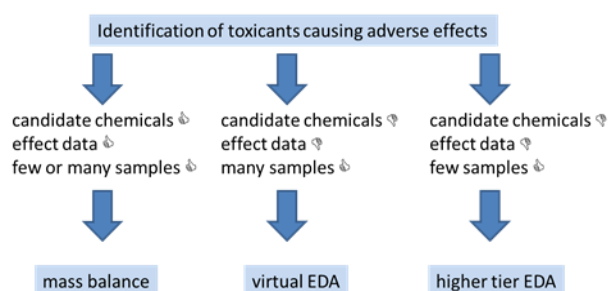 Identification of toxicants causing adverse effects
candidate chemicals
effect data
few or many samples
candidate chemicals
effect data
many samples
candidate chemicals
effect data
few samples
mass balance
virtual EDA
higher tier EDA